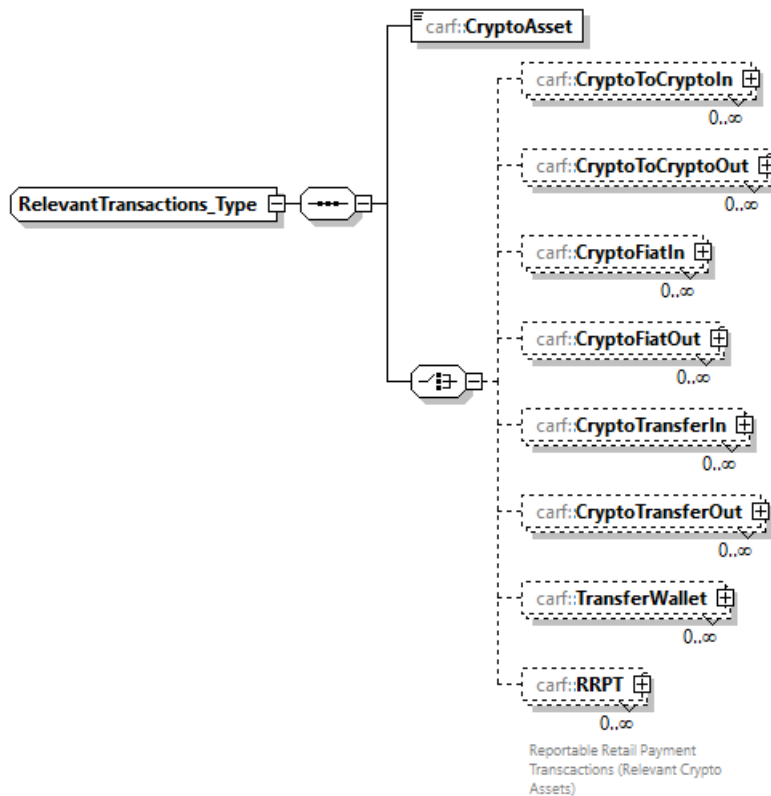 carf::CryptoAsset
carf::CryptoToCryptoIn
0..∞
carf::CryptoToCryptoOut
0..∞
RelevantTransactions_Type
carf::CryptoFiatIn
0..∞
carf::CryptoFiatOut
0..∞
carf::CryptoTransferIn
0..∞
carf::CryptoTransferOut
0..∞
carf::TransferWallet
0..∞
carf::RRPT
0..∞
Reportable Retail Payment
Transcactions (Relevant Crypto
Assets)